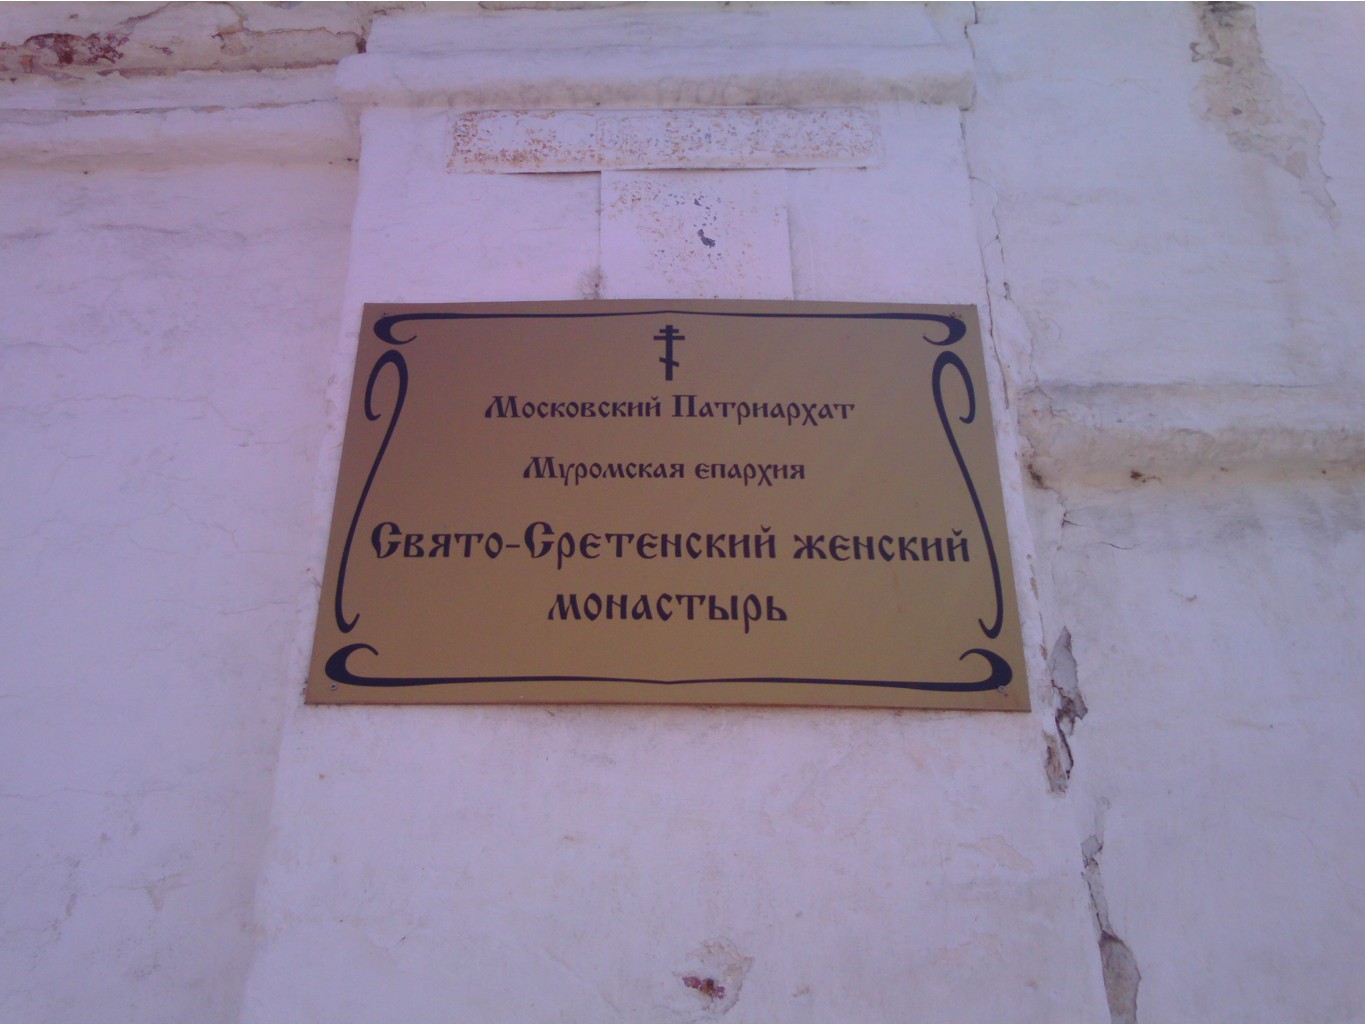 Московский Патриархат
Муромская епархия
Свято-Сретенский женский
монастырь